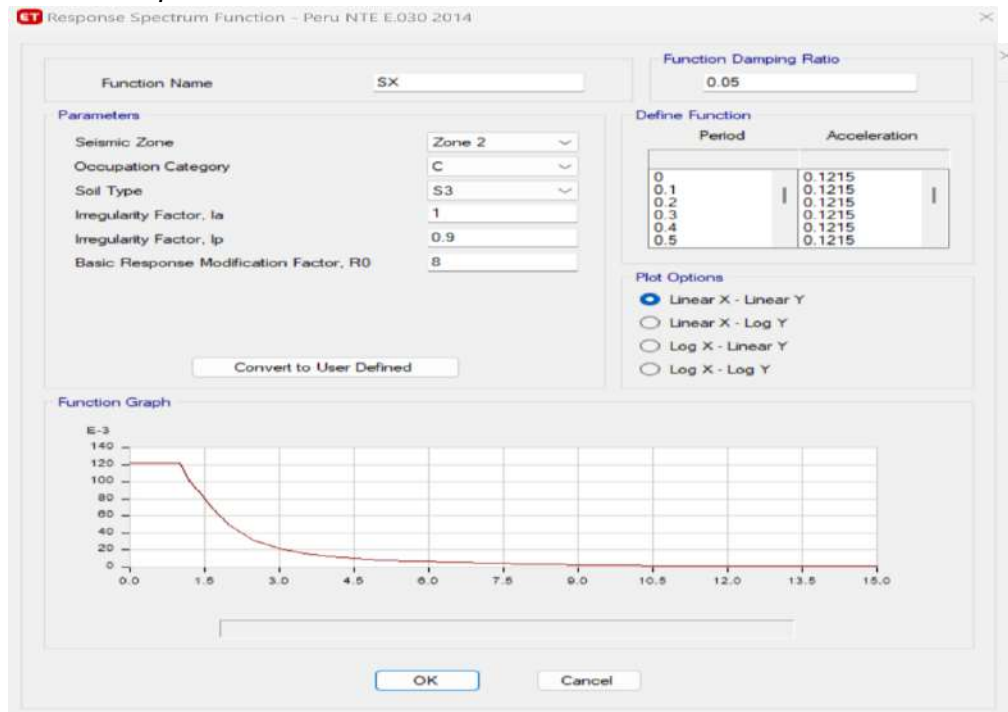 ET Response Spectrum Function - Peru NTE E.030 2014
Function Name SX
Function Damping Ratio
0.05
Parameters
Seismic Zone Zone 2
Occupation Category C
Soil Type S3
Irregularity Factor, Ia 1
Irregularity Factor, Ip 0.9
Basic Response Modification Factor, R0 8
Convert to User Defined
Define Function
Period Acceleration
0 0.1215
0.1 0.1215
0.2 0.1215
0.3 0.1215
0.4 0.1215
0.5 0.1215
Plot Options
Linear X - Linear Y
Linear X - Log Y
Log X - Linear Y
Log X - Log Y
Function Graph
E-3
140
120
100
80
60
40
20
0
0.0 1.5 3.0 4.5 6.0 7.5 9.0 10.5 12.0 13.5 15.0
OK Cancel